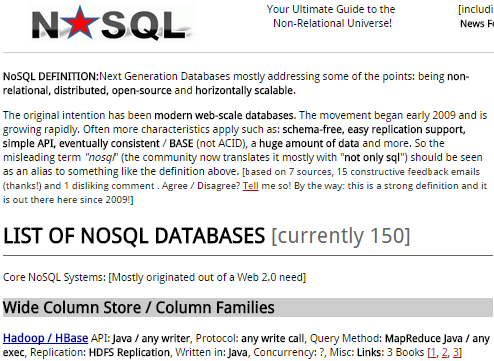 N★SQL
Your Ultimate Guide to the
Non-Relational Universe!
[includi
News Fe
NoSQL DEFINITION:Next Generation Databases mostly addressing some of the points: being non-
relational, distributed, open-source and horizontally scalable.
The original intention has been modern web-scale databases. The movement began early 2009 and is
growing rapidly. Often more characteristics apply such as: schema-free, easy replication support,
simple API, eventually consistent / BASE (not ACID), a huge amount of data and more. So the
misleading term "nosql" (the community now translates it mostly with "not only sql") should be seen
as an alias to something like the definition above. [based on 7 sources, 15 constructive feedback emails
(thanks!) and 1 disliking comment . Agree / Disagree? Tell me so! By the way: this is a strong definition and it
is out there here since 2009!]
LIST OF NOSQL DATABASES [currently 150]
Core NoSQL Systems: [Mostly originated out of a Web 2.0 need]
Wide Column Store / Column Families
Hadoop / HBase API: Java / any writer, Protocol: any write call, Query Method: MapReduce Java / any
exec, Replication: HDFS Replication, Written in: Java, Concurrency: ?, Misc: Links: 3 Books [1, 2, 3]